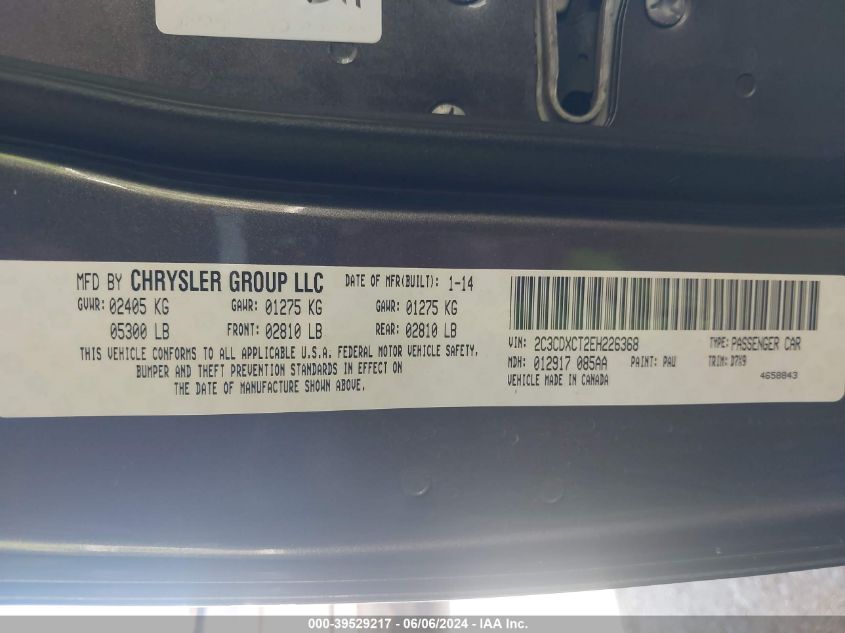 MFD BY CHRYSLER GROUP LLC DATE OF MFR(BUILT): 1-14
GVWR: 02405 KG GAWR: 01275 KG GAWR: 01275 KG
05300 LB FRONT: 02810 LB REAR: 02810 LB
THIS VEHICLE CONFORMS TO ALL APPLICABLE U.S.A. FEDERAL MOTOR VEHICLE SAFETY,
BUMPER AND THEFT PREVENTION STANDARDS IN EFFECT ON
THE DATE OF MANUFACTURE SHOWN ABOVE.
VIN: 2C3CDXCT2EH226368 TYPE: PASSENGER CAR
MDH: 012917 085AA PAINT: PAU TRIM: D7X9
VEHICLE MADE IN CANADA
4658843
000-39529217 - 06/06/2024 - IAA Inc.